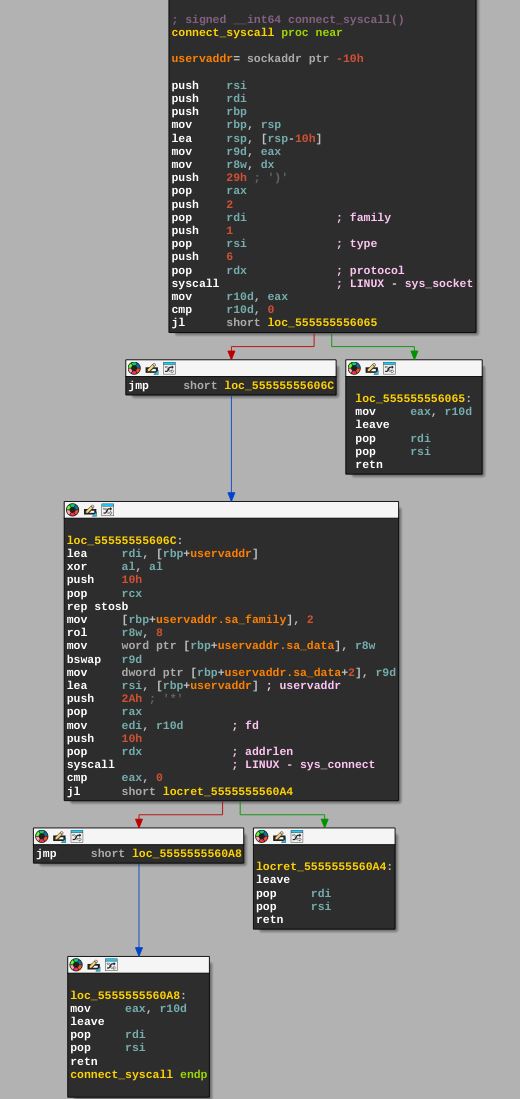 ; signed __int64 connect_syscall()
connect_syscall proc near
uservaddr= sockaddr ptr -10h
push rsi
push rdi
push rbp
mov rbp, rsp
lea rsp, [rsp-10h]
mov r9d, eax
mov r8w, dx
push 29h ; ')'
pop rax
push 2
pop rdi ; family
push 1
pop rsi ; type
push 6
pop rdx ; protocol
syscall ; LINUX - sys_socket
mov r10d, eax
cmp r10d, 0
jl short loc_555555556065
jmp short loc_55555555606C
loc_555555556065:
mov eax, r10d
leave
pop rdi
pop rsi
retn
loc_55555555606C:
lea rdi, [rbp+uservaddr]
xor al, al
push 10h
pop rcx
rep stosb
mov [rbp+uservaddr.sa_family], 2
rol r8w, 8
mov word ptr [rbp+uservaddr.sa_data], r8w
bswap r9d
mov dword ptr [rbp+uservaddr.sa_data+2], r9d
lea rsi, [rbp+uservaddr] ; uservaddr
push 2Ah ; '*'
pop rax
mov edi, r10d ; fd
push 10h
pop rdx ; addrlen
syscall ; LINUX - sys_connect
cmp eax, 0
jl short locret_5555555560A4
jmp short loc_5555555560A8
locret_5555555560A4:
leave
pop rdi
pop rsi
retn
loc_5555555560A8:
mov eax, r10d
leave
pop rdi
pop rsi
retn
connect_syscall endp